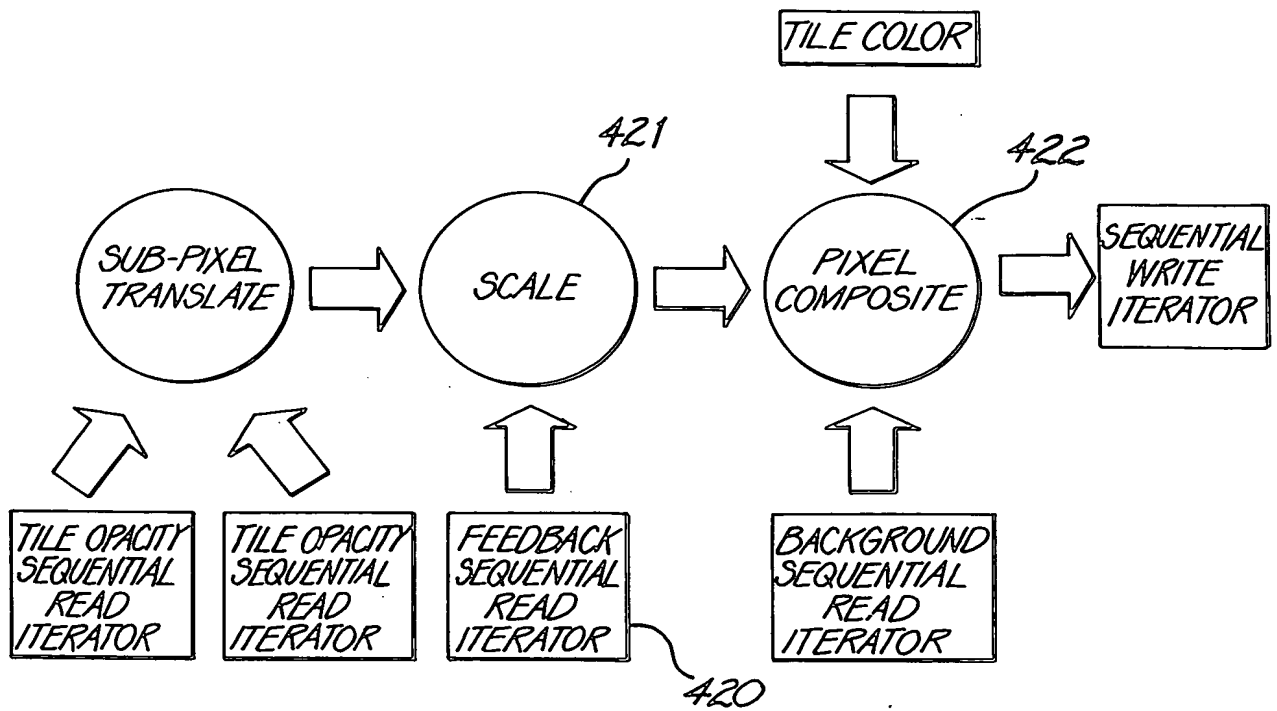 TILE COLOR
421
422
SUB-PIXEL
TRANSLATE
SCALE
PIXEL
COMPOSITE
SEQUENTIAL
WRITE
ITERATOR
TILE OPACITY
SEQUENTIAL
READ
ITERATOR
TILE OPACITY
SEQUENTIAL
READ
ITERATOR
FEEDBACK
SEQUENTIAL
READ
ITERATOR
BACKGROUND
SEQUENTIAL
READ
ITERATOR
420